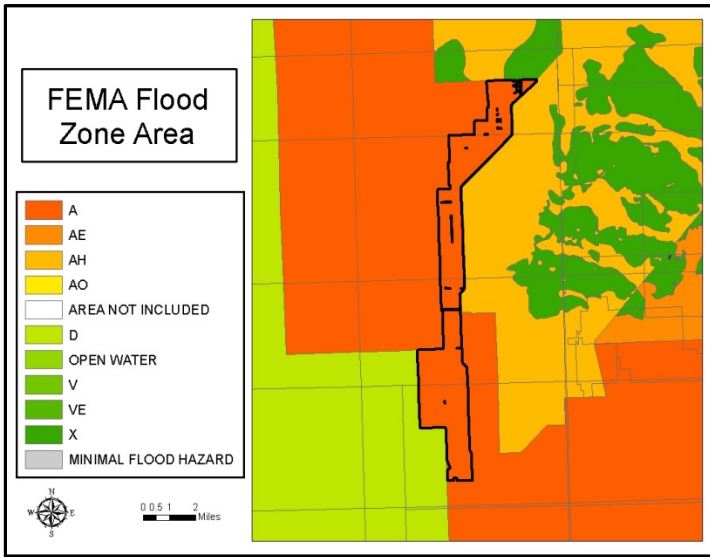 FEMA Flood
Zone Area
A
AE
AH
AO
AREA NOT INCLUDED
D
OPEN WATER
V
VE
X
MINIMAL FLOOD HAZARD
N
W E
S
0 0.5 1 2
Miles